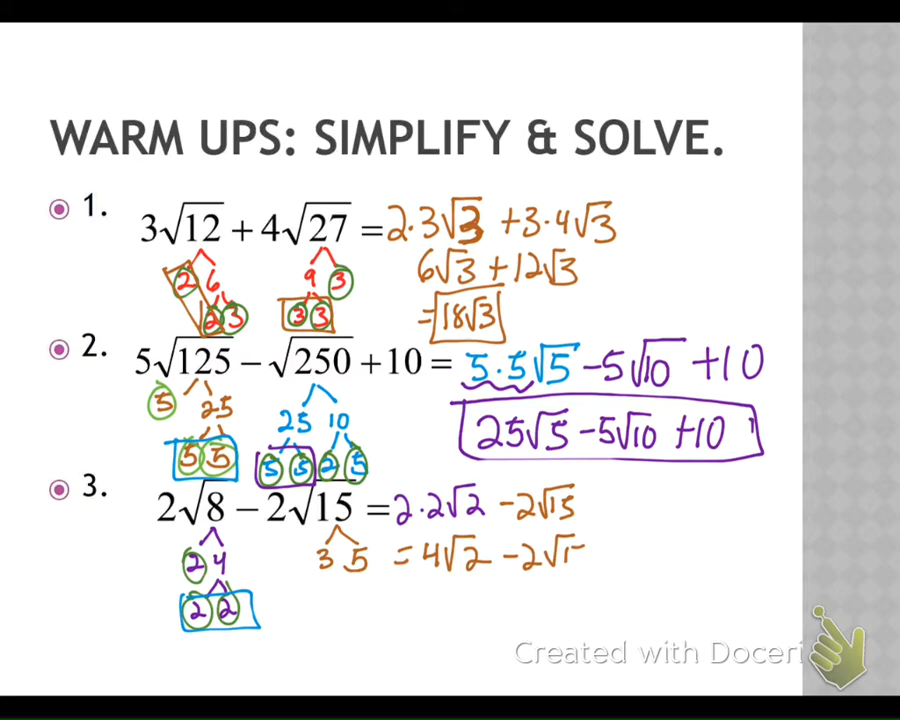 WARM UPS: SIMPLIFY & SOLVE.
1. 3√12 + 4√27 = 2·3√3 + 3·4√3
2 6 9 3
6√3 + 12√3
2 3 3 3
= 18√3
2. 5√125 − √250 + 10 = 5·5√5 − 5√10 + 10
5 25 25 10
25√5 − 5√10 + 10
5 5 5 5 2 5
3. 2√8 − 2√15 = 2·2√2 − 2√15
2 4 3 5 = 4√2 − 2√1
2 2
Created with Doceri